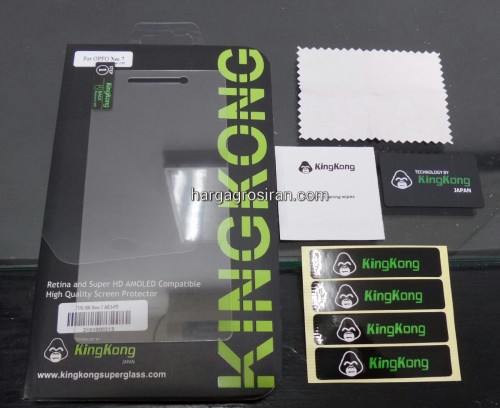 For OPPO Neo 7
1
KingKong
KINGKONG
Retina and Super HD AMOLED Compatible
High Quality Screen Protector
KingKong
JAPAN
www.kingkongsuperglass.com
hargagrosiran.com
KingKong
TECHNOLOGY BY
KingKong
JAPAN
KingKong
KingKong
KingKong
KingKong